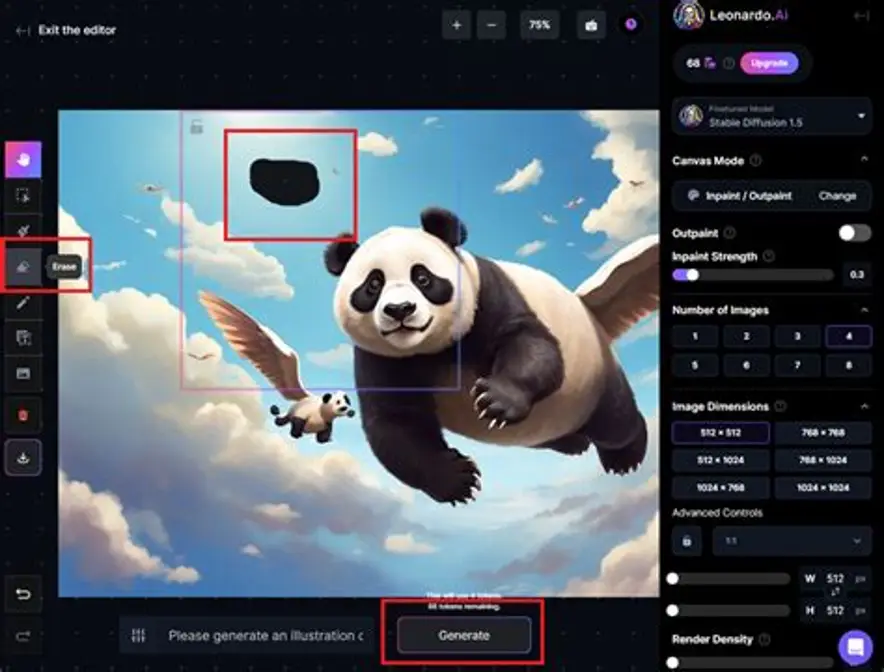 Exit the editor
75%
Leonardo.Ai
68
Upgrade
Finetuned Model
Stable Diffusion 1.5
Canvas Mode
Inpaint / Outpaint
Change
Outpaint
Inpaint Strength
0.3
Erase
Number of Images
1 2 3 4
5 6 7 8
Image Dimensions
512 × 512
768 × 768
512 × 1024
768 × 1024
1024 × 768
1024 × 1024
Advanced Controls
1:1
W 512 px
H 512 px
Render Density
tokens remaining.
Please generate an illustration
Generate